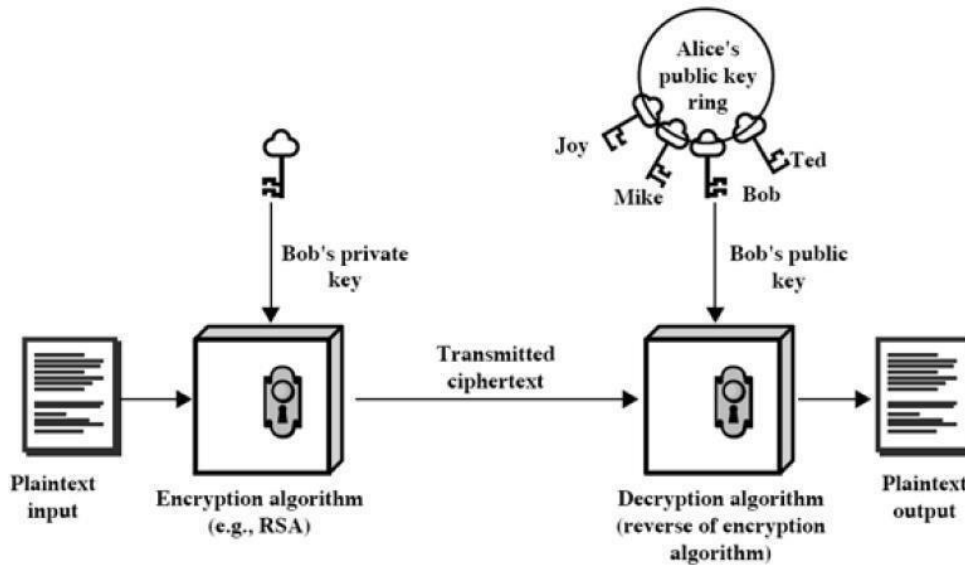 Alice's
public key
ring
Joy
Ted
Mike
Bob
Bob's private
key
Bob's public
key
Transmitted
ciphertext
Plaintext
input
Encryption algorithm
(e.g., RSA)
Decryption algorithm
(reverse of encryption
algorithm)
Plaintext
output